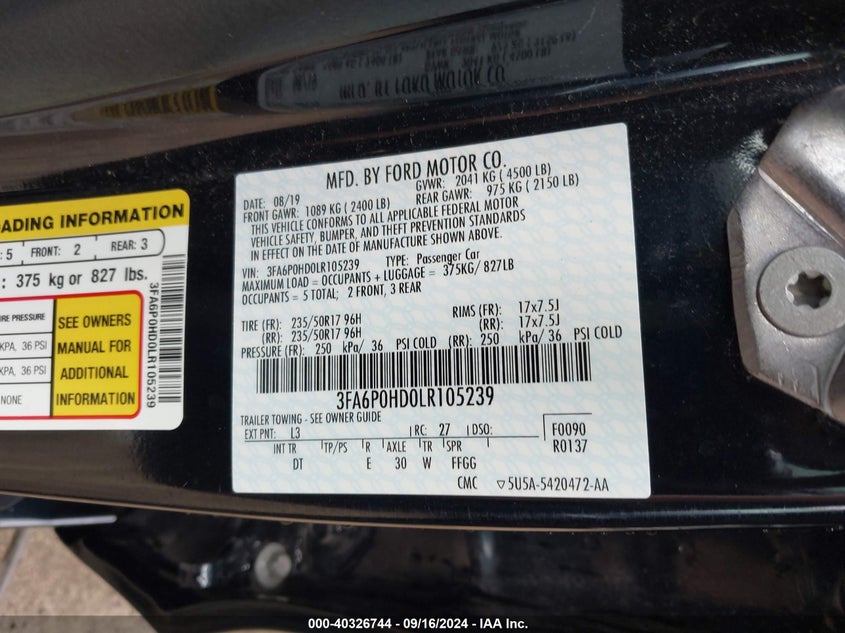 MFD. BY FORD MOTOR CO.
DATE: 08/19 GVWR: 2041 KG ( 4500 LB)
FRONT GAWR: 1089 KG ( 2400 LB) REAR GAWR: 975 KG ( 2150 LB)
THIS VEHICLE CONFORMS TO ALL APPLICABLE FEDERAL MOTOR
VEHICLE SAFETY, BUMPER, AND THEFT PREVENTION STANDARDS
IN EFFECT ON THE DATE OF MANUFACTURE SHOWN ABOVE.
VIN: 3FA6P0HD0LR105239 TYPE: Passenger Car
MAXIMUM LOAD = OCCUPANTS + LUGGAGE = 375KG/ 827LB
OCCUPANTS = 5 TOTAL; 2 FRONT, 3 REAR
TIRE (FR): 235/50R17 96H RIMS (FR): 17x7.5J
(RR): 235/50R17 96H (RR): 17x7.5J
PRESSURE (FR): 250 kPa/ 36 PSI COLD (RR): 250 kPa/ 36 PSI COLD
3FA6P0HD0LR105239
TRAILER TOWING - SEE OWNER GUIDE
EXT PNT: L3 RC: 27 DSO: F0090
R0137
INT TR TP/PS R AXLE TR SPR
DT E 30 W FFGG
CMC ▽5U5A-5420472-AA
ADING INFORMATION
: 5 FRONT: 2 REAR: 3
: 375 kg or 827 lbs.
IRE PRESSURE
KPA, 36 PSI
KPA, 36 PSI
NONE
SEE OWNERS
MANUAL FOR
ADDITIONAL
INFORMATION
3FA6P0HD0LR105239
000-40326744 - 09/16/2024 - IAA Inc.